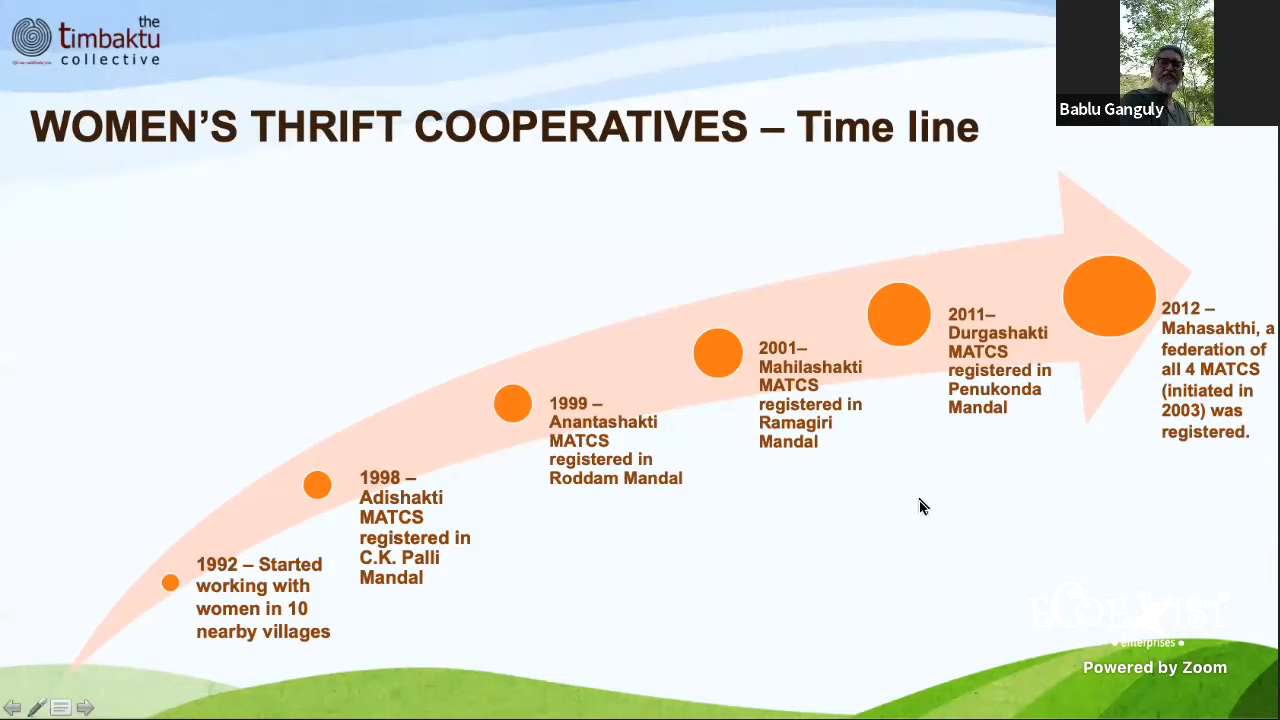 the
timbaktu
collective
WOMEN'S THRIFT COOPERATIVES – Time line
Bablu Ganguly
1992 – Started
working with
women in 10
nearby villages
1998 –
Adishakti
MATCS
registered in
C.K. Palli
Mandal
1999 –
Anantashakti
MATCS
registered in
Roddam Mandal
2001–
Mahilashakti
MATCS
registered in
Ramagiri
Mandal
2011–
Durgashakti
MATCS
registered in
Penukonda
Mandal
2012 –
Mahasakthi, a
federation of
all 4 MATCS
(initiated in
2003) was
registered.
eCOEXIST
• enterprises •
Powered by Zoom